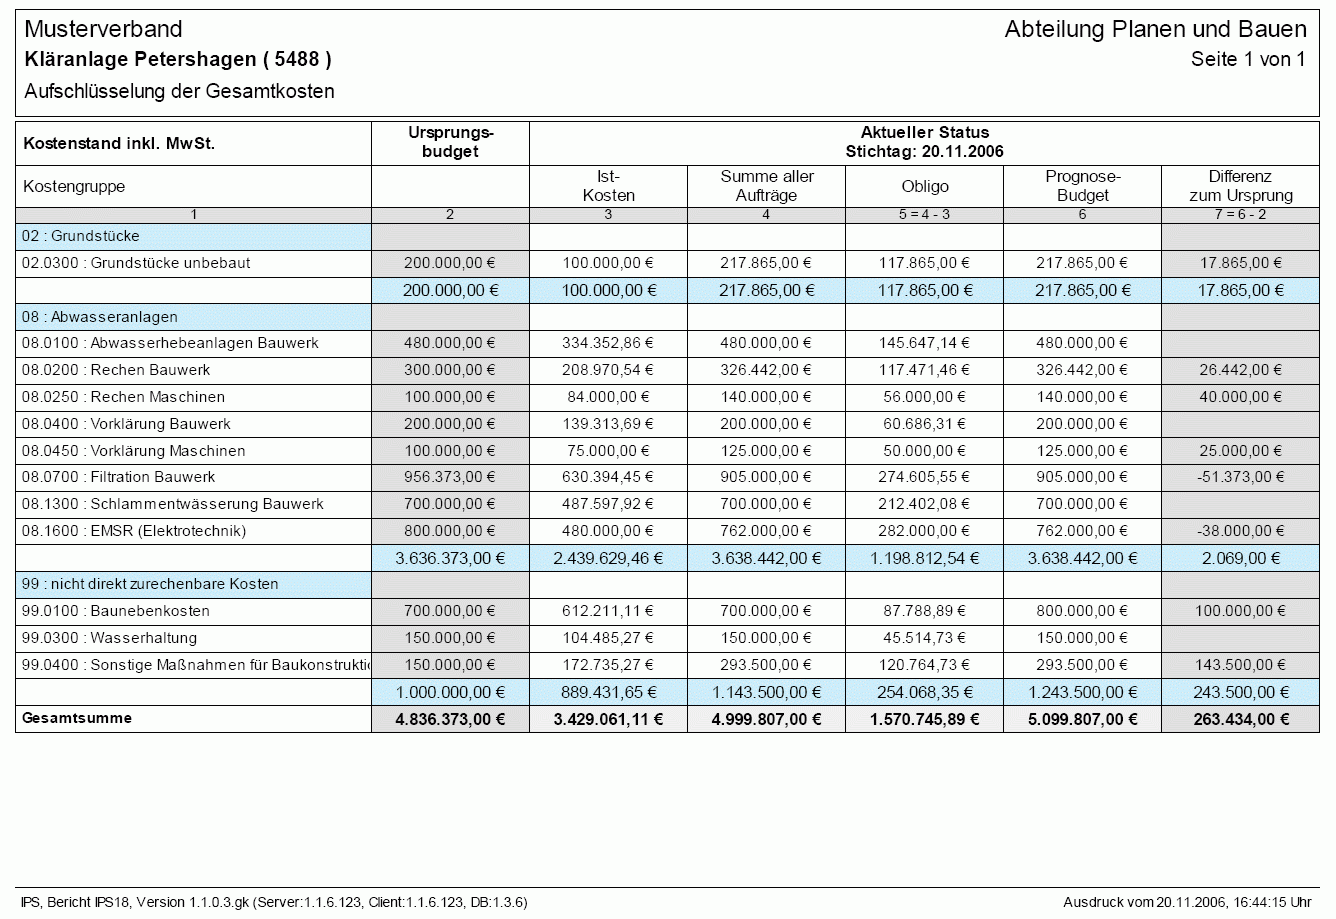 Musterverband Abteilung Planen und Bauen
Kläranlage Petershagen ( 5488 ) Seite 1 von 1
Aufschlüsselung der Gesamtkosten
Kostenstand inkl. MwSt. Ursprungs-budget Aktueller Status
Stichtag: 20.11.2006
Kostengruppe Ist-Kosten Summe aller Aufträge Obligo Prognose-Budget Differenz zum Ursprung
1 2 3 4 5 = 4 - 3 6 7 = 6 - 2
02 : Grundstücke
02.0300 : Grundstücke unbebaut 200.000,00 € 100.000,00 € 217.865,00 € 117.865,00 € 217.865,00 € 17.865,00 €
200.000,00 € 100.000,00 € 217.865,00 € 117.865,00 € 217.865,00 € 17.865,00 €
08 : Abwasseranlagen
08.0100 : Abwasserhebeanlagen Bauwerk 480.000,00 € 334.352,86 € 480.000,00 € 145.647,14 € 480.000,00 €
08.0200 : Rechen Bauwerk 300.000,00 € 208.970,54 € 326.442,00 € 117.471,46 € 326.442,00 € 26.442,00 €
08.0250 : Rechen Maschinen 100.000,00 € 84.000,00 € 140.000,00 € 56.000,00 € 140.000,00 € 40.000,00 €
08.0400 : Vorklärung Bauwerk 200.000,00 € 139.313,69 € 200.000,00 € 60.686,31 € 200.000,00 €
08.0450 : Vorklärung Maschinen 100.000,00 € 75.000,00 € 125.000,00 € 50.000,00 € 125.000,00 € 25.000,00 €
08.0700 : Filtration Bauwerk 956.373,00 € 630.394,45 € 905.000,00 € 274.605,55 € 905.000,00 € -51.373,00 €
08.1300 : Schlammentwässerung Bauwerk 700.000,00 € 487.597,92 € 700.000,00 € 212.402,08 € 700.000,00 €
08.1600 : EMSR (Elektrotechnik) 800.000,00 € 480.000,00 € 762.000,00 € 282.000,00 € 762.000,00 € -38.000,00 €
3.636.373,00 € 2.439.629,46 € 3.638.442,00 € 1.198.812,54 € 3.638.442,00 € 2.069,00 €
99 : nicht direkt zurechenbare Kosten
99.0100 : Baunebenkosten 700.000,00 € 612.211,11 € 700.000,00 € 87.788,89 € 800.000,00 € 100.000,00 €
99.0300 : Wasserhaltung 150.000,00 € 104.485,27 € 150.000,00 € 45.514,73 € 150.000,00 €
99.0400 : Sonstige Maßnahmen für Baukonstrukti 150.000,00 € 172.735,27 € 293.500,00 € 120.764,73 € 293.500,00 € 143.500,00 €
1.000.000,00 € 889.431,65 € 1.143.500,00 € 254.068,35 € 1.243.500,00 € 243.500,00 €
Gesamtsumme 4.836.373,00 € 3.429.061,11 € 4.999.807,00 € 1.570.745,89 € 5.099.807,00 € 263.434,00 €
IPS, Bericht IPS18, Version 1.1.0.3.gk (Server:1.1.6.123, Client:1.1.6.123, DB:1.3.6) Ausdruck vom 20.11.2006, 16:44:15 Uhr